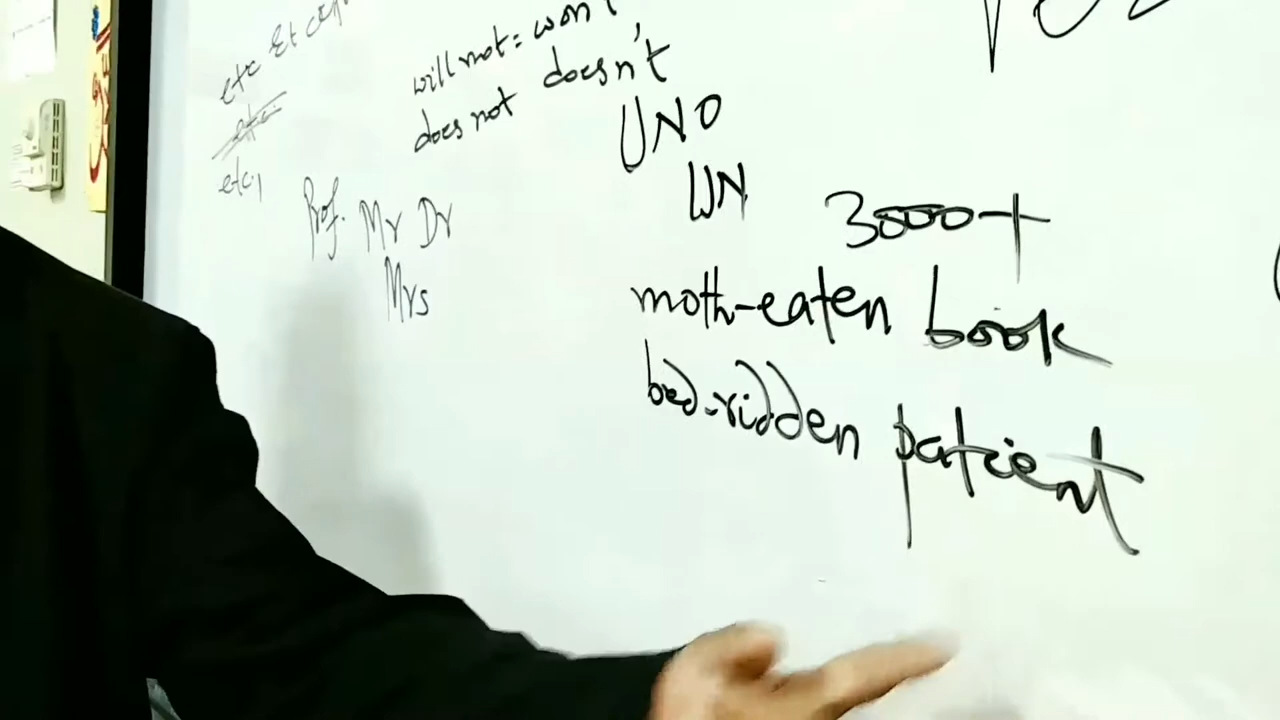 etc Et
etc
etc,
will not = won't
does not doesn't
Prof. Mr Dr
Mrs
UNO
UN
3000+
moth-eaten book
bed-ridden patient